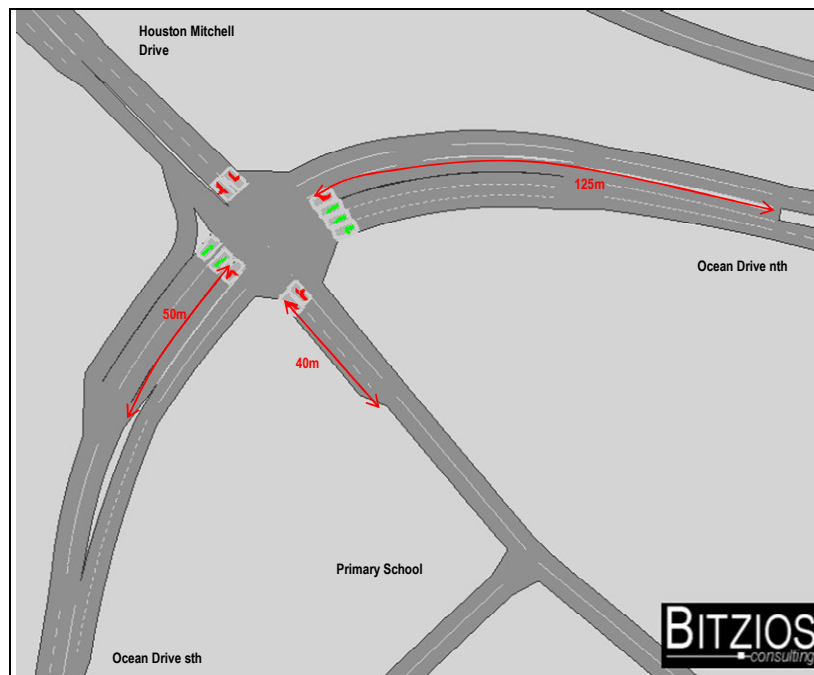 Houston Mitchell
Drive
125m
Ocean Drive nth
50m
40m
Primary School
Ocean Drive sth
BITZIOS
consulting